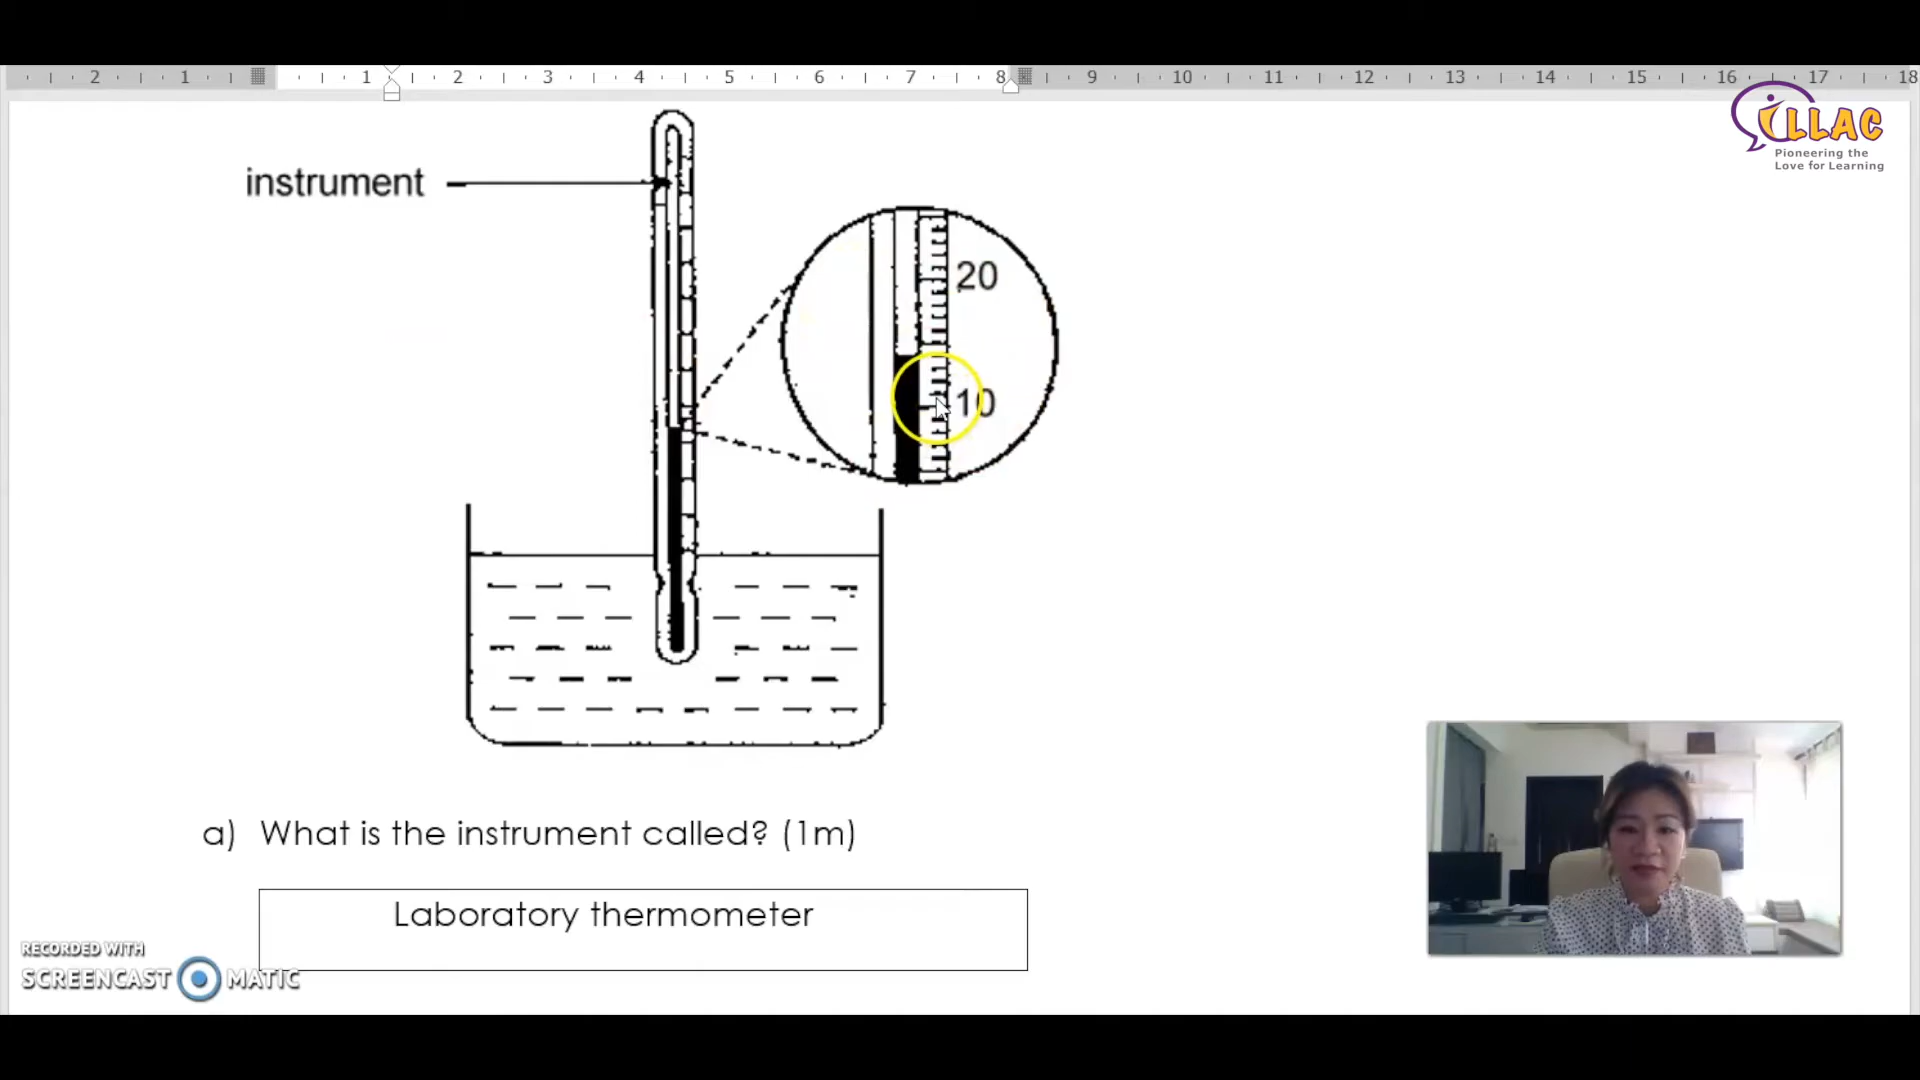 2 1 1 2 3 4 5 6 7 8 9 10 11 12 13 14 15 16 17 18
iLLAC
Pioneering the
Love for Learning
instrument
20
10
a) What is the instrument called? (1m)
Laboratory thermometer
RECORDED WITH
SCREENCAST MATIC